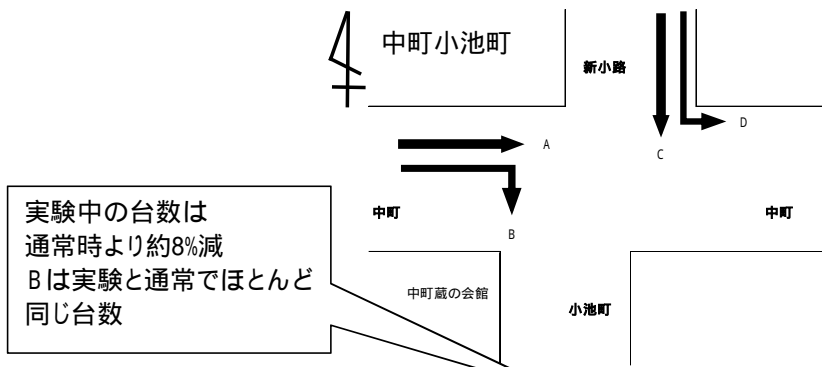 中町小池町
新小路
A
D
C
中町
中町
B
実験中の台数は
通常時より約8%減
Bは実験と通常でほとんど
同じ台数
中町蔵の会館
小池町